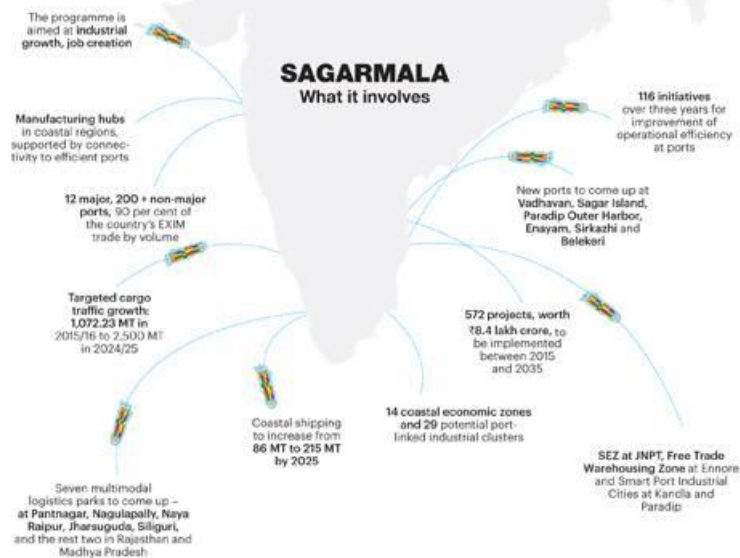 SAGARMALA
What it involves
The programme is
aimed at industrial
growth, job creation
Manufacturing hubs
in coastal regions,
supported by connec-
tivity to efficient ports
12 major, 200 + non-major
ports, 90 per cent of
the country's EXIM
trade by volume
Targeted cargo
traffic growth:
1,072.23 MT in
2015/16 to 2,500 MT
in 2024/25
Seven multimodal
logistics parks to come up –
at Pantnagar, Nagulapally, Naya
Raipur, Jharsuguda, Siliguri,
and the rest two in Rajasthan and
Madhya Pradesh
Coastal shipping
to increase from
86 MT to 215 MT
by 2025
14 coastal economic zones
and 29 potential port-
linked industrial clusters
572 projects, worth
₹8.4 lakh crore, to
be implemented
between 2015
and 2035
116 initiatives
over three years for
improvement of
operational efficiency
at ports
New ports to come up at
Vadhavan, Sagar Island,
Paradip Outer Harbor,
Enayam, Sirkazhi and
Belekeri
SEZ at JNPT, Free Trade
Warehousing Zone at Ennore
and Smart Port Industrial
Cities at Kandla and
Paradip